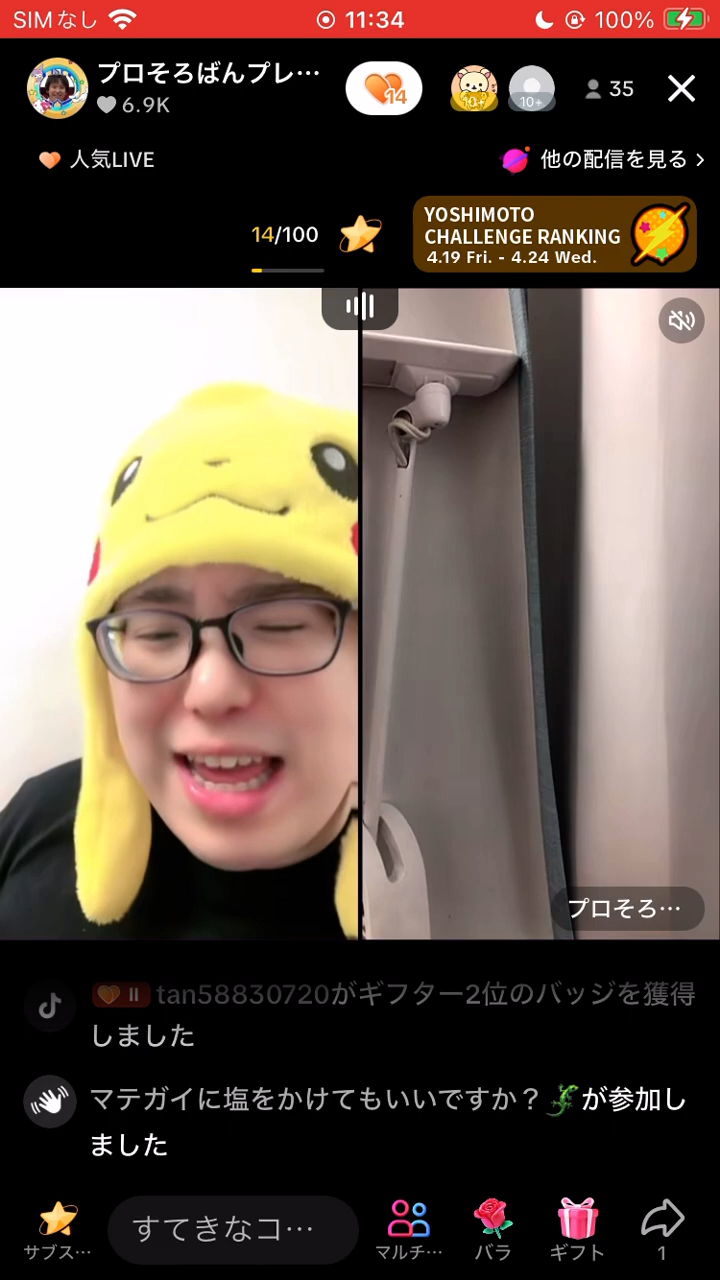 SIMなし 11:34 100%
プロそろばんプレ…
6.9K
14
10+
10+
35
人気LIVE
他の配信を見る
14/100
YOSHIMOTO
CHALLENGE RANKING
4.19 Fri. - 4.24 Wed.
プロそろ…
tan58830720がギフター2位のバッジを獲得
しました
マテガイに塩をかけてもいいですか？🦎が参加し
ました
すてきなコ…
サブス… マルチ… バラ ギフト 1